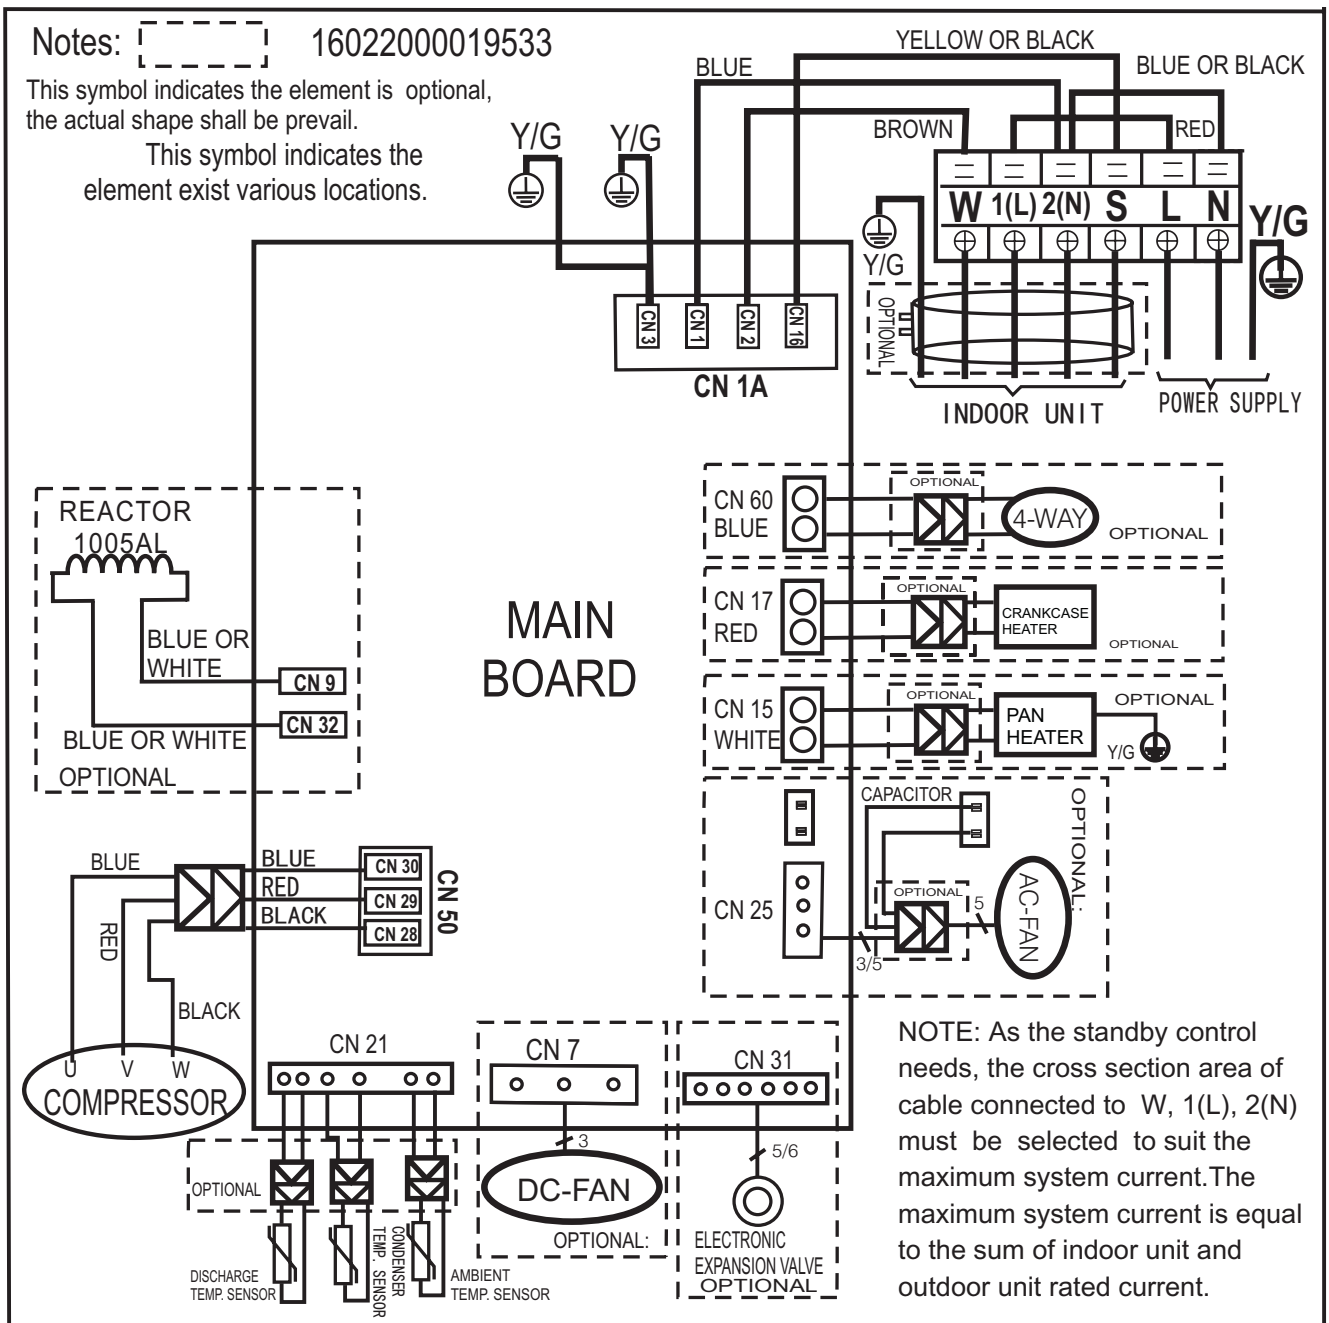 Notes:
16022000019533
This symbol indicates the element is optional,
the actual shape shall be prevail.
This symbol indicates the
element exist various locations.
YELLOW OR BLACK
BLUE
BLUE OR BLACK
BROWN
RED
Y/G
Y/G
W 1(L) 2(N) S L N
Y/G
Y/G
OPTIONAL
INDOOR UNIT
POWER SUPPLY
CN 3
CN 1
CN 2
CN 16
CN 1A
REACTOR
1005AL
BLUE OR
WHITE
CN 9
CN 32
BLUE OR WHITE
OPTIONAL
MAIN
BOARD
CN 60
BLUE
OPTIONAL
4-WAY
OPTIONAL
CN 17
RED
OPTIONAL
CRANKCASE
HEATER
OPTIONAL
CN 15
WHITE
OPTIONAL
PAN
HEATER
OPTIONAL
Y/G
CAPACITOR
OPTIONAL:
CN 25
OPTIONAL
3/5
5
AC-FAN
BLUE
RED
BLACK
BLUE
RED
BLACK
CN 30
CN 29
CN 28
CN 50
U V W
COMPRESSOR
CN 21
OPTIONAL
DISCHARGE
TEMP. SENSOR
CONDENSER
TEMP. SENSOR
AMBIENT
TEMP. SENSOR
CN 7
3
DC-FAN
OPTIONAL:
CN 31
5/6
ELECTRONIC
EXPANSION VALVE
OPTIONAL
NOTE: As the standby control
needs, the cross section area of
cable connected to W, 1(L), 2(N)
must be selected to suit the
maximum system current.The
maximum system current is equal
to the sum of indoor unit and
outdoor unit rated current.